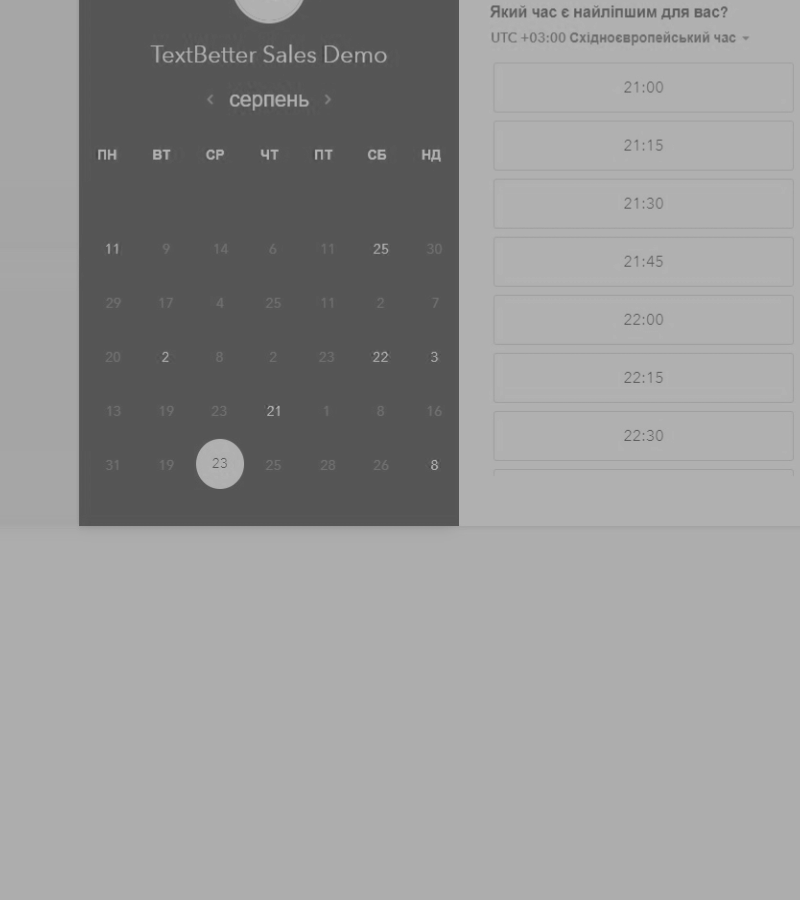 TextBetter Sales Demo
серпень
ПН ВТ СР ЧТ ПТ СБ НД
11 9 14 6 11 25 30
29 17 4 25 11 2 7
20 2 8 2 23 22 3
13 19 23 21 1 8 16
31 19 23 25 28 26 8
Який час є найліпшим для вас?
UTC +03:00 Східноєвропейський час
21:00
21:15
21:30
21:45
22:00
22:15
22:30